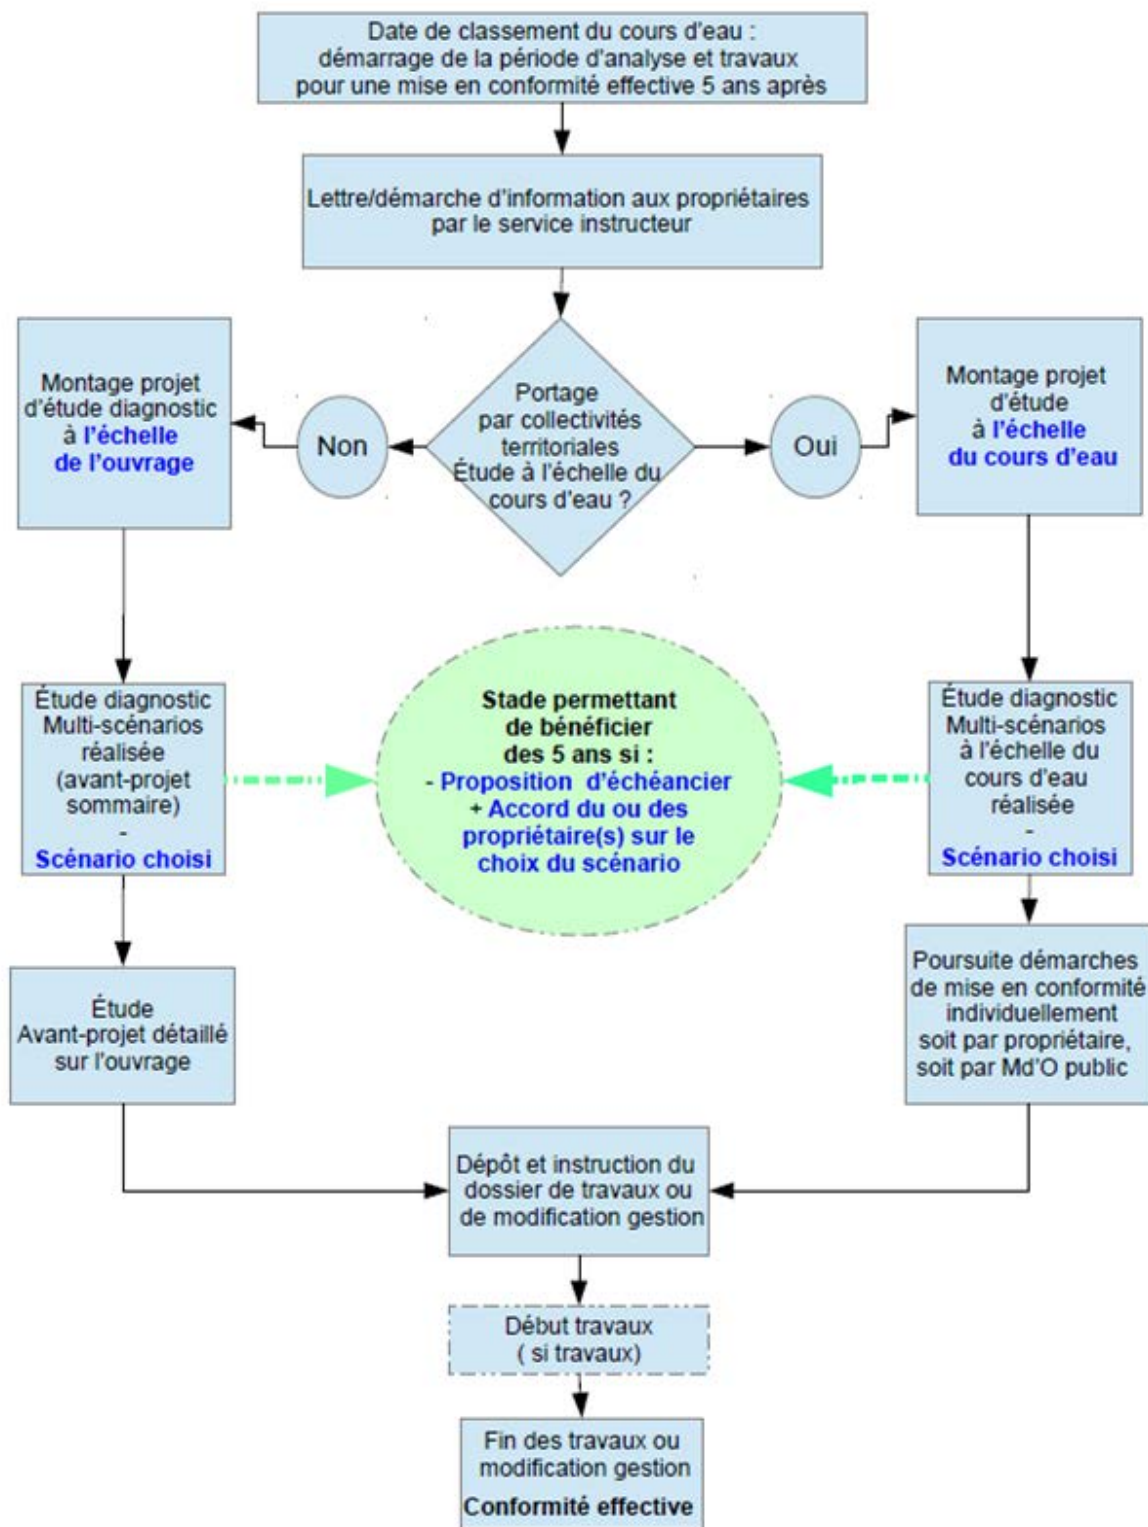 Date de classement du cours d'eau :
démarrage de la période d'analyse et travaux
pour une mise en conformité effective 5 ans après
Lettre/démarche d'information aux propriétaires
par le service instructeur
Portage
par collectivités
territoriales
Étude à l'échelle du
cours d'eau ?
Non
Oui
Montage projet
d'étude diagnostic
à l'échelle
de l'ouvrage
Montage projet
d'étude
à l'échelle
du cours d'eau
Étude diagnostic
Multi-scénarios
réalisée
(avant-projet
sommaire)
-
Scénario choisi
Stade permettant
de bénéficier
des 5 ans si :
- Proposition d'échéancier
+ Accord du ou des
propriétaire(s) sur le
choix du scénario
Étude diagnostic
Multi-scénarios
à l'échelle du
cours d'eau
réalisée
-
Scénario choisi
Étude
Avant-projet détaillé
sur l'ouvrage
Poursuite démarches
de mise en conformité
individuellement
soit par propriétaire,
soit par Md'O public
Dépôt et instruction du
dossier de travaux ou
de modification gestion
Début travaux
( si travaux)
Fin des travaux ou
modification gestion
Conformité effective